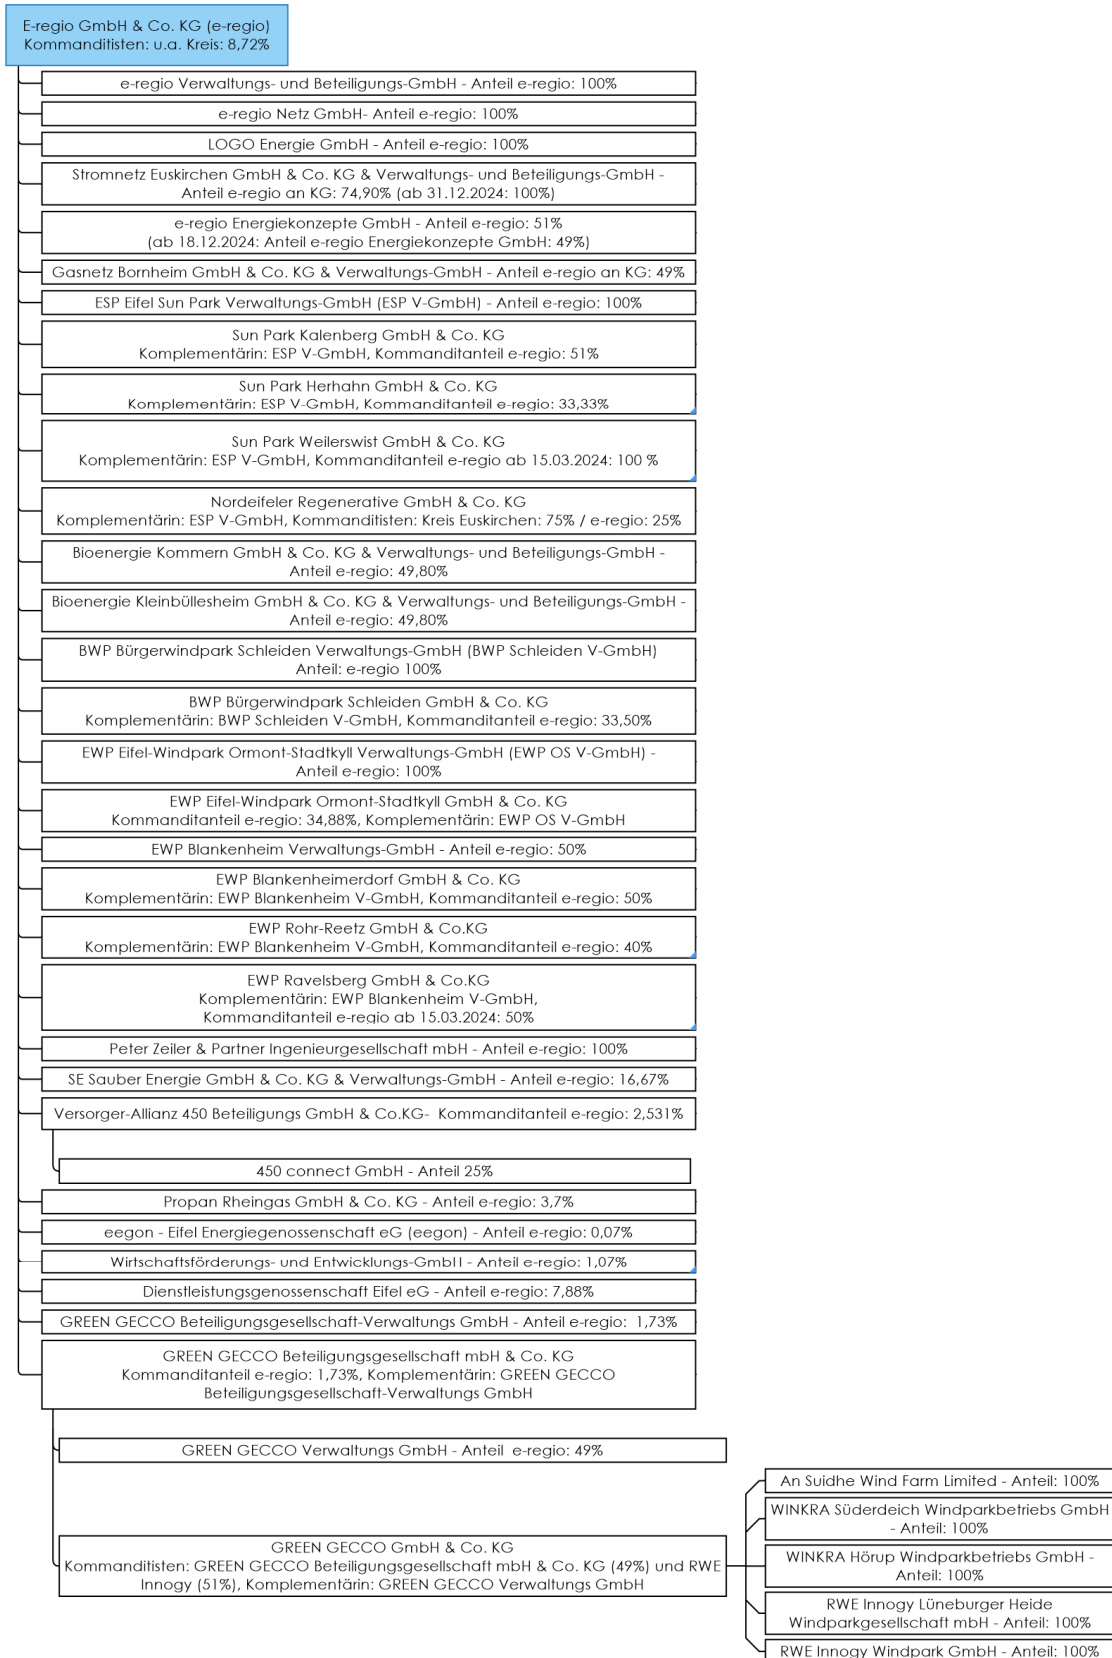 E-regio GmbH & Co. KG (e-regio)
Kommanditisten: u.a. Kreis: 8,72%
e-regio Verwaltungs- und Beteiligungs-GmbH - Anteil e-regio: 100%
e-regio Netz GmbH- Anteil e-regio: 100%
LOGO Energie GmbH - Anteil e-regio: 100%
Stromnetz Euskirchen GmbH & Co. KG & Verwaltungs- und Beteiligungs-GmbH -
Anteil e-regio an KG: 74,90% (ab 31.12.2024: 100%)
e-regio Energiekonzepte GmbH - Anteil e-regio: 51%
(ab 18.12.2024: Anteil e-regio Energiekonzepte GmbH: 49%)
Gasnetz Bornheim GmbH & Co. KG & Verwaltungs-GmbH - Anteil e-regio an KG: 49%
ESP Eifel Sun Park Verwaltungs-GmbH (ESP V-GmbH) - Anteil e-regio: 100%
Sun Park Kalenberg GmbH & Co. KG
Komplementärin: ESP V-GmbH, Kommanditanteil e-regio: 51%
Sun Park Herhahn GmbH & Co. KG
Komplementärin: ESP V-GmbH, Kommanditanteil e-regio: 33,33%
Sun Park Weilerswist GmbH & Co. KG
Komplementärin: ESP V-GmbH, Kommanditanteil e-regio ab 15.03.2024: 100 %
Nordeifeler Regenerative GmbH & Co. KG
Komplementärin: ESP V-GmbH, Kommanditisten: Kreis Euskirchen: 75% / e-regio: 25%
Bioenergie Kommern GmbH & Co. KG & Verwaltungs- und Beteiligungs-GmbH -
Anteil e-regio: 49,80%
Bioenergie Kleinbüllesheim GmbH & Co. KG & Verwaltungs- und Beteiligungs-GmbH -
Anteil e-regio: 49,80%
BWP Bürgerwindpark Schleiden Verwaltungs-GmbH (BWP Schleiden V-GmbH)
Anteil: e-regio 100%
BWP Bürgerwindpark Schleiden GmbH & Co. KG
Komplementärin: BWP Schleiden V-GmbH, Kommanditanteil e-regio: 33,50%
EWP Eifel-Windpark Ormont-Stadtkyll Verwaltungs-GmbH (EWP OS V-GmbH) -
Anteil e-regio: 100%
EWP Eifel-Windpark Ormont-Stadtkyll GmbH & Co. KG
Kommanditanteil e-regio: 34,88%, Komplementärin: EWP OS V-GmbH
EWP Blankenheim Verwaltungs-GmbH - Anteil e-regio: 50%
EWP Blankenheimerdorf GmbH & Co. KG
Komplementärin: EWP Blankenheim V-GmbH, Kommanditanteil e-regio: 50%
EWP Rohr-Reetz GmbH & Co.KG
Komplementärin: EWP Blankenheim V-GmbH, Kommanditanteil e-regio: 40%
EWP Ravelsberg GmbH & Co.KG
Komplementärin: EWP Blankenheim V-GmbH,
Kommanditanteil e-regio ab 15.03.2024: 50%
Peter Zeiler & Partner Ingenieurgesellschaft mbH - Anteil e-regio: 100%
SE Sauber Energie GmbH & Co. KG & Verwaltungs-GmbH - Anteil e-regio: 16,67%
Versorger-Allianz 450 Beteiligungs GmbH & Co.KG- Kommanditanteil e-regio: 2,531%
450 connect GmbH - Anteil 25%
Propan Rheingas GmbH & Co. KG - Anteil e-regio: 3,7%
eegon - Eifel Energiegenossenschaft eG (eegon) - Anteil e-regio: 0,07%
Wirtschaftsförderungs- und Entwicklungs-GmbH - Anteil e-regio: 1,07%
Dienstleistungsgenossenschaft Eifel eG - Anteil e-regio: 7,88%
GREEN GECCO Beteiligungsgesellschaft-Verwaltungs GmbH - Anteil e-regio: 1,73%
GREEN GECCO Beteiligungsgesellschaft mbH & Co. KG
Kommanditanteil e-regio: 1,73%, Komplementärin: GREEN GECCO
Beteiligungsgesellschaft-Verwaltungs GmbH
GREEN GECCO Verwaltungs GmbH - Anteil e-regio: 49%
GREEN GECCO GmbH & Co. KG
Kommanditisten: GREEN GECCO Beteiligungsgesellschaft mbH & Co. KG (49%) und RWE
Innogy (51%), Komplementärin: GREEN GECCO Verwaltungs GmbH
An Suidhe Wind Farm Limited - Anteil: 100%
WINKRA Süderdeich Windparkbetriebs GmbH
- Anteil: 100%
WINKRA Hörup Windparkbetriebs GmbH -
Anteil: 100%
RWE Innogy Lüneburger Heide
Windparkgesellschaft mbH - Anteil: 100%
RWE Innogy Windpark GmbH - Anteil: 100%